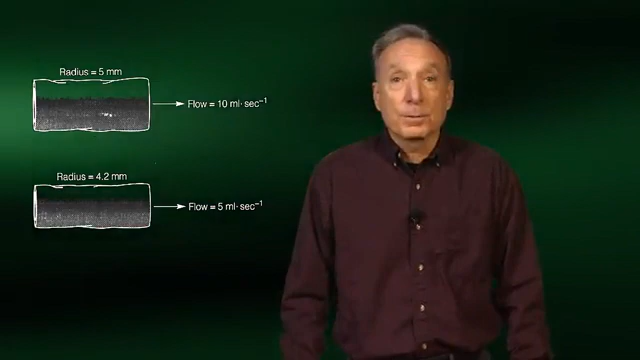 Radius = 5 mm
Flow = 10 ml· sec⁻¹
Radius = 4.2 mm
Flow = 5 ml· sec⁻¹